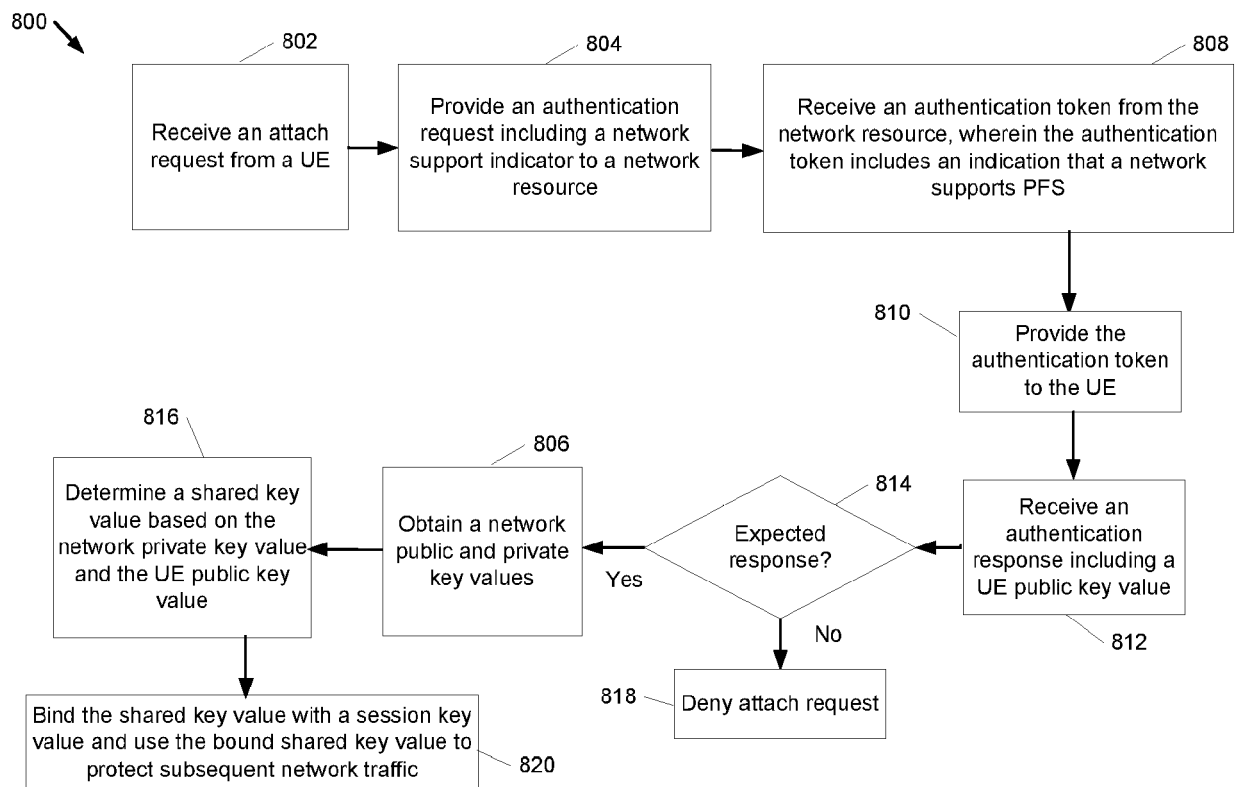 800
802
Receive an attach
request from a UE
804
Provide an authentication
request including a network
support indicator to a network
resource
808
Receive an authentication token from the
network resource, wherein the authentication
token includes an indication that a network
supports PFS
810
Provide the
authentication token
to the UE
812
Receive an
authentication
response including a
UE public key value
814
Expected
response?
Yes
No
806
Obtain a network
public and private
key values
816
Determine a shared key
value based on the
network private key value
and the UE public key
value
818
Deny attach request
Bind the shared key value with a session key
value and use the bound shared key value to
protect subsequent network traffic
820